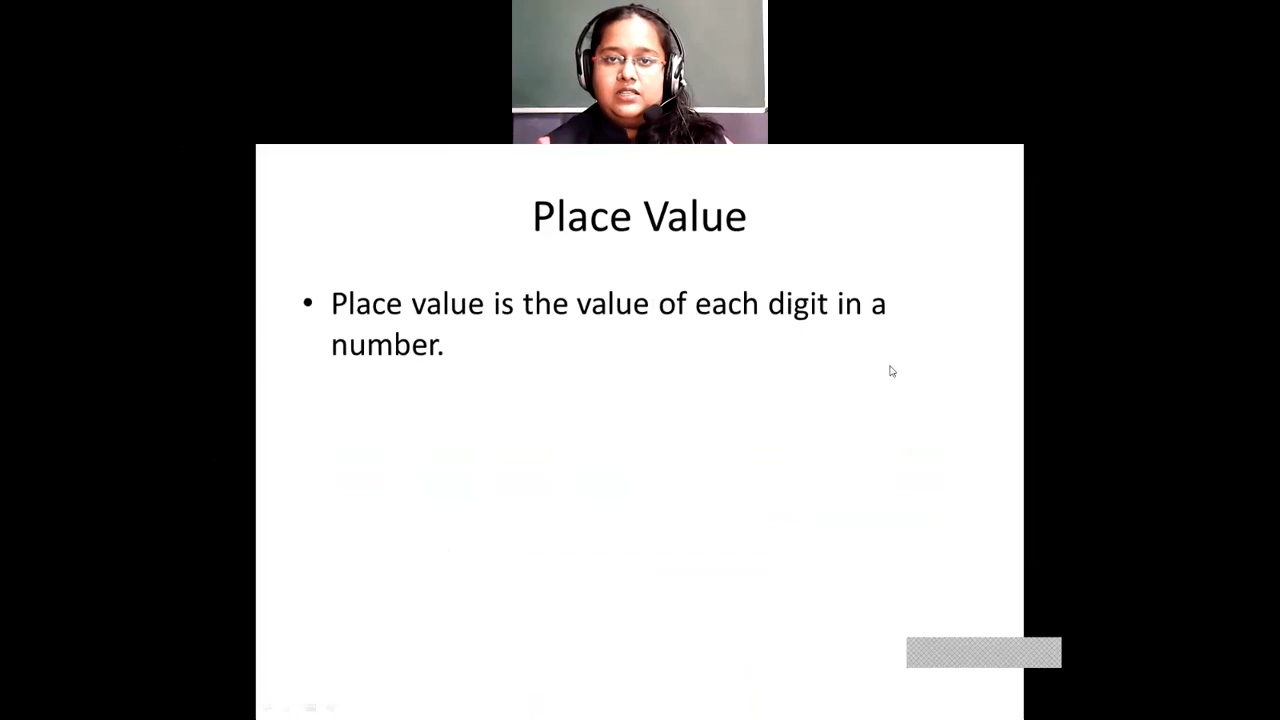 Place Value
• Place value is the value of each digit in a
number.